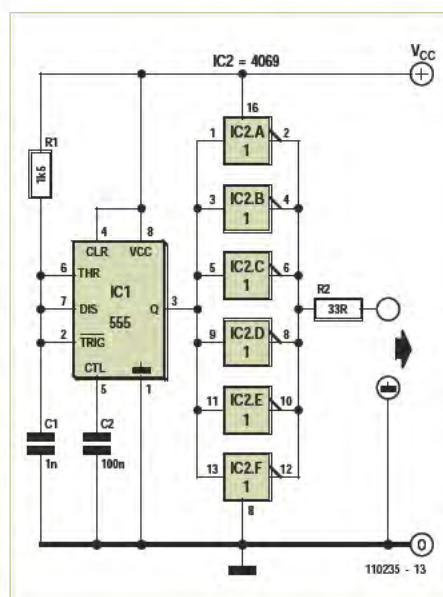 IC2 = 4069
VCC
+
16
R1
1k5
1
IC2.A
2
1
3
IC2.B
4
1
4
8
CLR
VCC
5
IC2.C
6
1
6
THR
IC1
R2
7
DIS
Q
3
33R
555
2
TRIG
9
IC2.D
8
1
CTL
5
1
11
IC2.E
10
1
C1
C2
1n
100n
13
IC2.F
12
1
8
0
110235 - 13